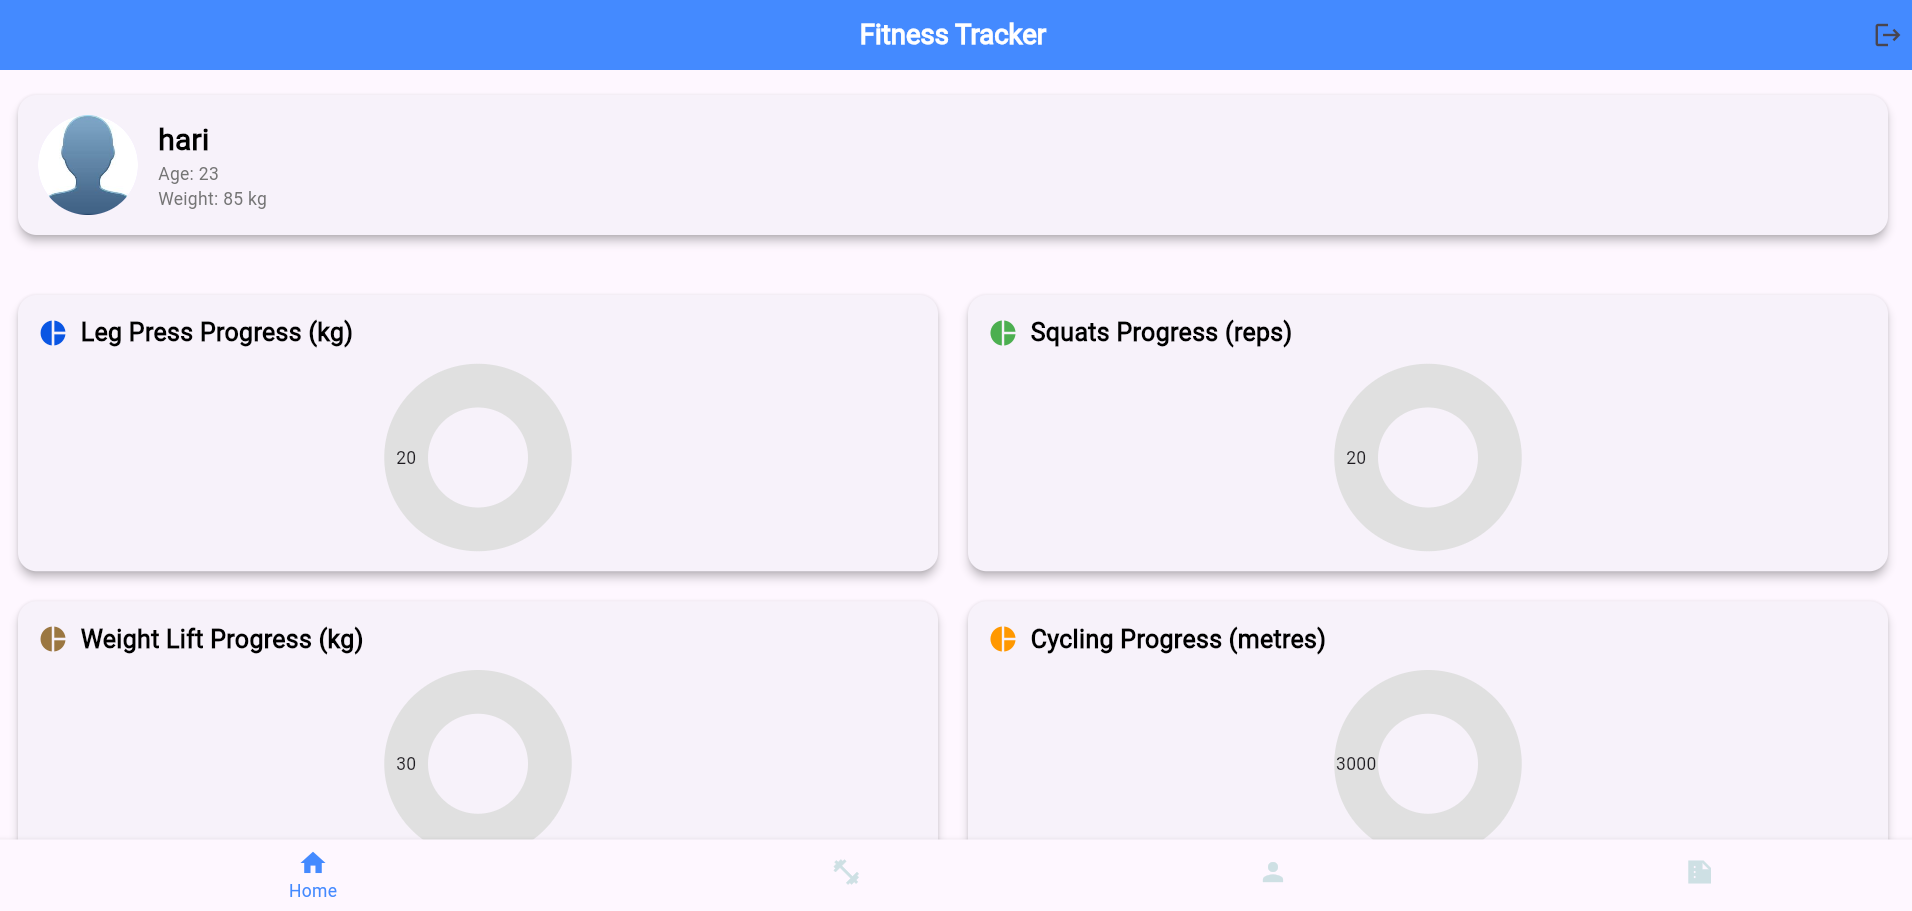 Fitness Tracker
hari
Age: 23
Weight: 85 kg
Leg Press Progress (kg)
20
Squats Progress (reps)
20
Weight Lift Progress (kg)
30
Cycling Progress (metres)
3000
Home